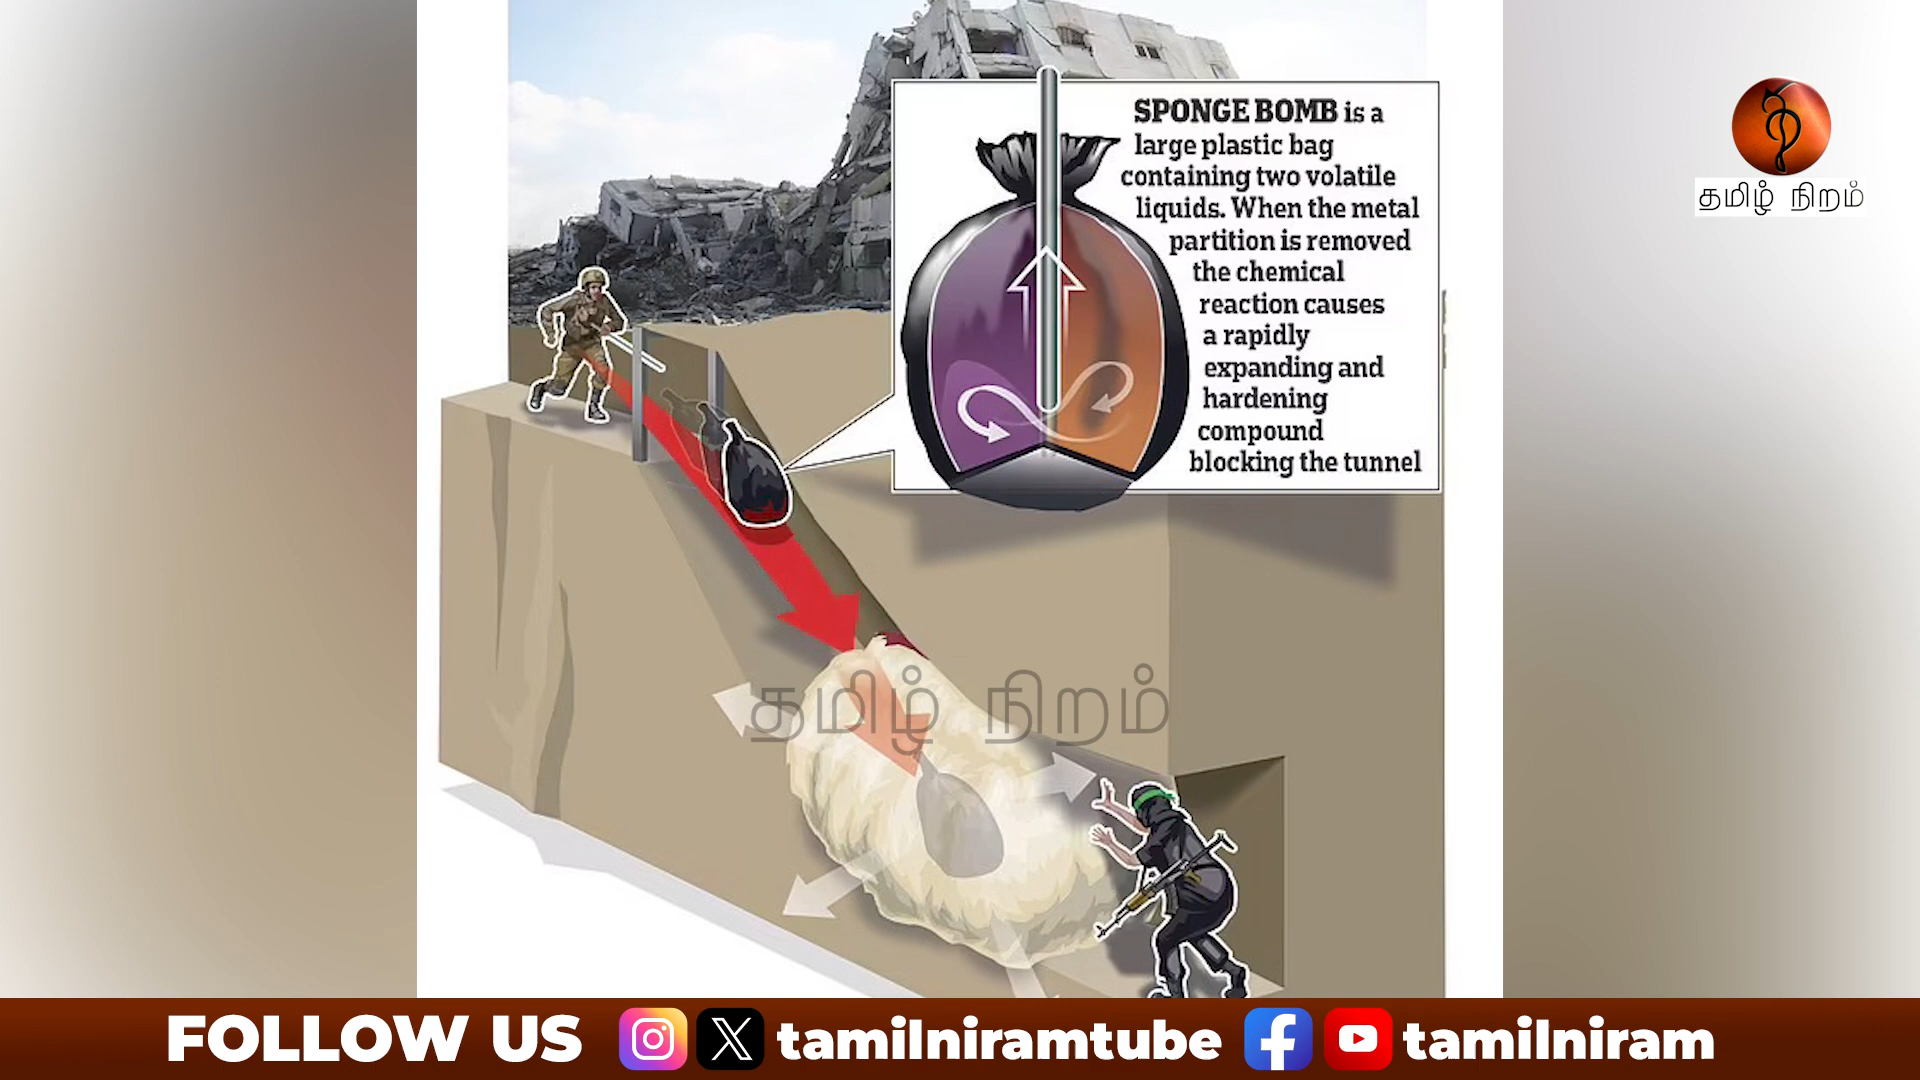 SPONGE BOMB is a
large plastic bag
containing two volatile
liquids. When the metal
partition is removed
the chemical
reaction causes
a rapidly
expanding and
hardening
compound
blocking the tunnel
தமிழ் நிறம்
தமிழ் நிறம்
FOLLOW US tamilniramtube tamilniram